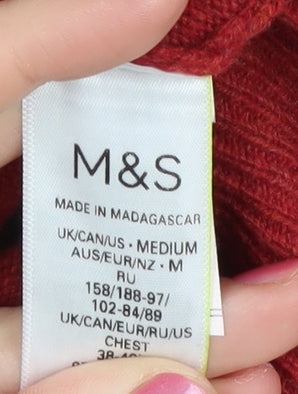 M&S
MADE IN MADAGASCAR
UK/CAN/US • MEDIUM
AUS/EUR/NZ • M
RU
158/188-97/
102-84/89
UK/CAN/EUR/RU/US
CHEST